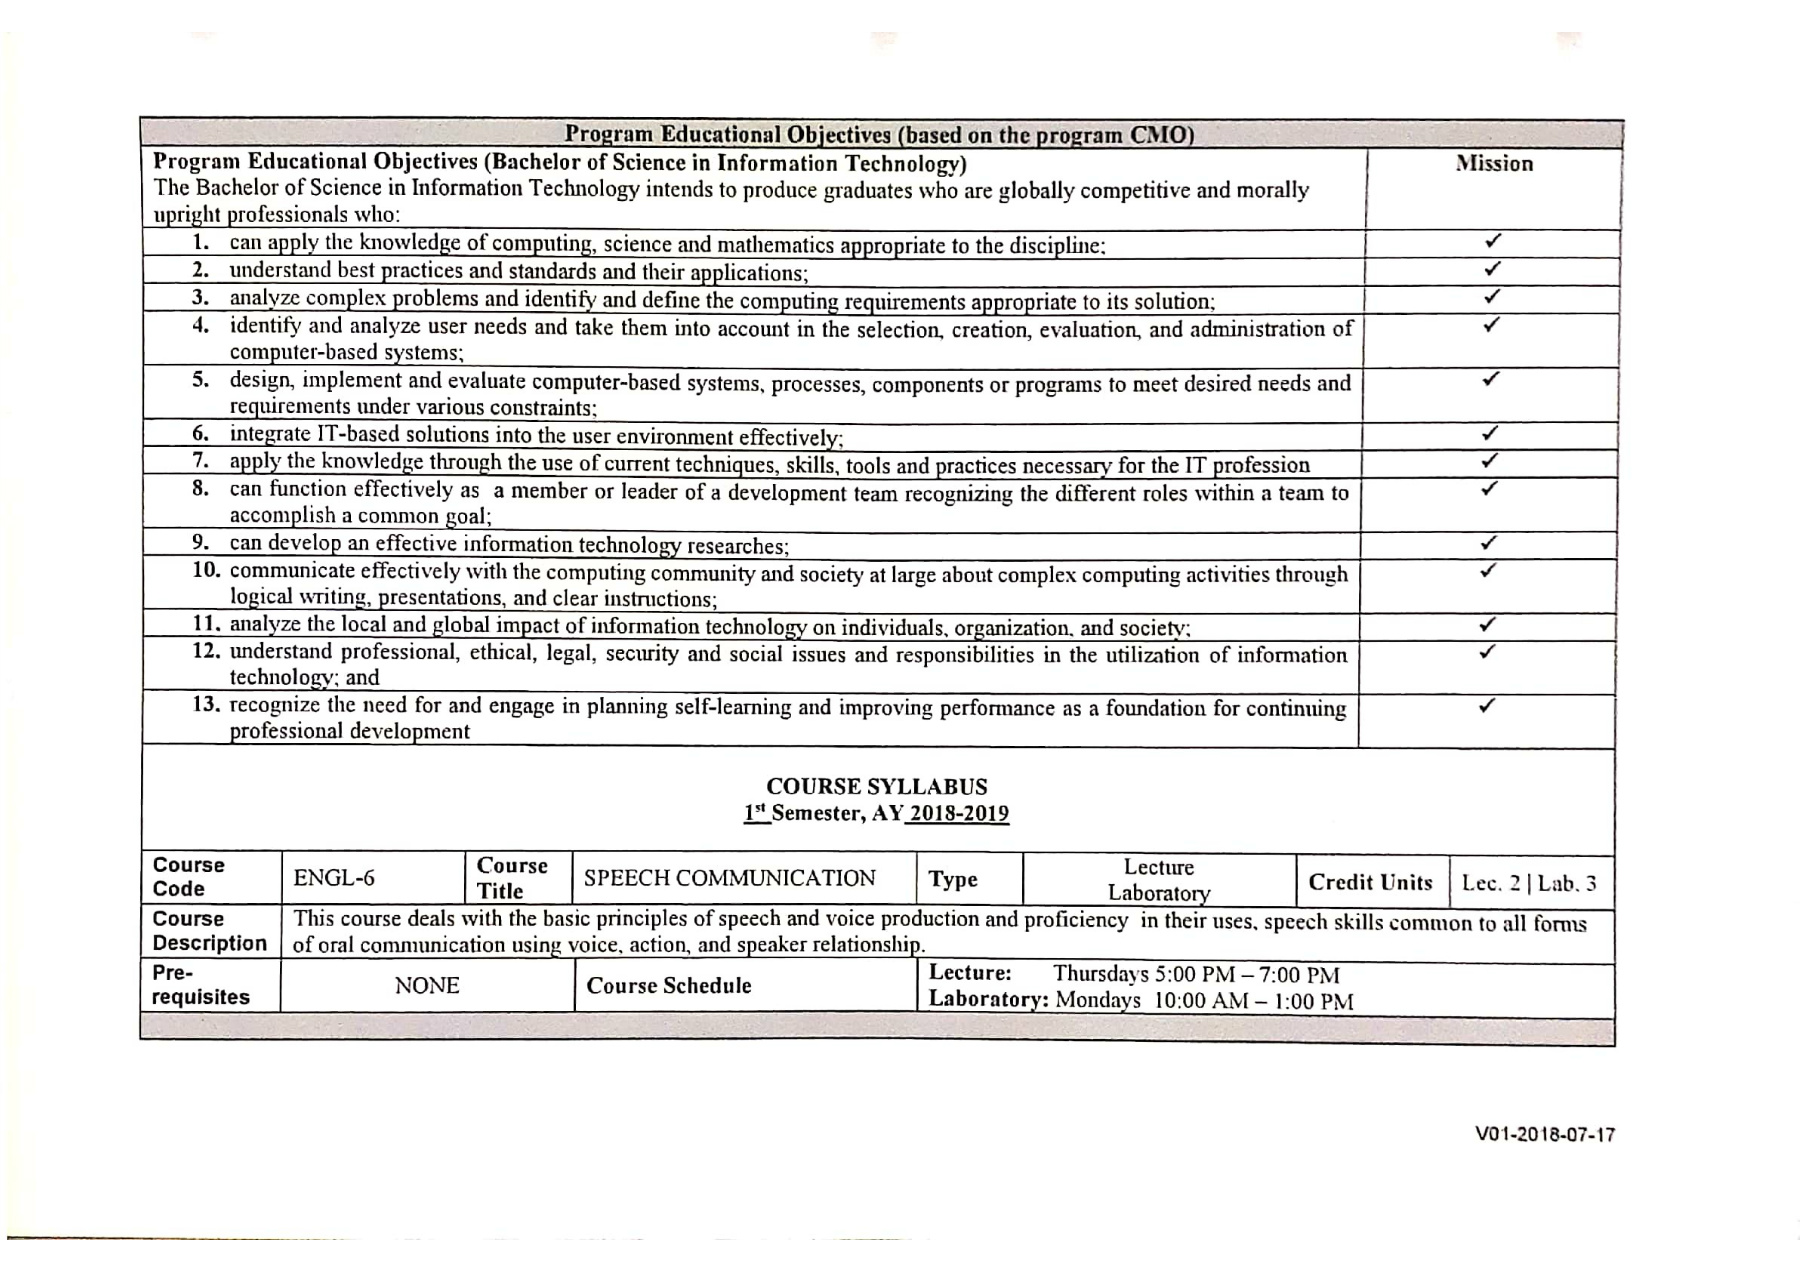 Program Educational Objectives (based on the program CMO)
Program Educational Objectives (Bachelor of Science in Information Technology)
Mission
The Bachelor of Science in Information Technology intends to produce graduates who are globally competitive and morally
upright professionals who:
1. can apply the knowledge of computing, science and mathematics appropriate to the discipline; ✓
2. understand best practices and standards and their applications; ✓
3. analyze complex problems and identify and define the computing requirements appropriate to its solution; ✓
4. identify and analyze user needs and take them into account in the selection, creation, evaluation, and administration of ✓
computer-based systems;
5. design, implement and evaluate computer-based systems, processes, components or programs to meet desired needs and ✓
requirements under various constraints;
6. integrate IT-based solutions into the user environment effectively; ✓
7. apply the knowledge through the use of current techniques, skills, tools and practices necessary for the IT profession ✓
8. can function effectively as a member or leader of a development team recognizing the different roles within a team to ✓
accomplish a common goal;
9. can develop an effective information technology researches; ✓
10. communicate effectively with the computing community and society at large about complex computing activities through ✓
logical writing, presentations, and clear instructions;
11. analyze the local and global impact of information technology on individuals, organization, and society; ✓
12. understand professional, ethical, legal, security and social issues and responsibilities in the utilization of information ✓
technology; and
13. recognize the need for and engage in planning self-learning and improving performance as a foundation for continuing ✓
professional development
COURSE SYLLABUS
1st Semester, AY 2018-2019
Course
Code
ENGL-6
Course
Title
SPEECH COMMUNICATION
Type
Lecture
Laboratory
Credit Units
Lec. 2 | Lab. 3
Course
Description
This course deals with the basic principles of speech and voice production and proficiency in their uses, speech skills common to all forms
of oral communication using voice, action, and speaker relationship.
Pre-
requisites
NONE
Course Schedule
Lecture: Thursdays 5:00 PM – 7:00 PM
Laboratory: Mondays 10:00 AM – 1:00 PM
V01-2018-07-17